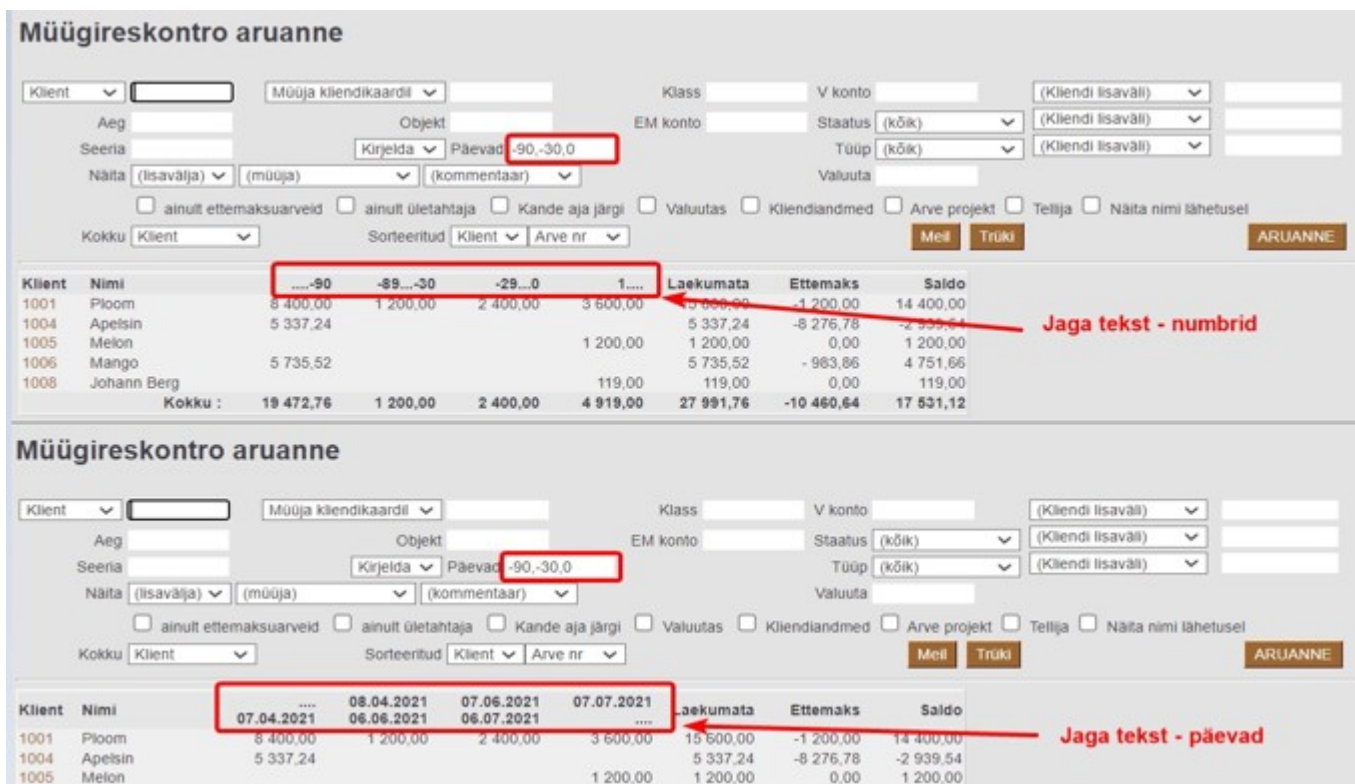 Müügireskontro aruanne
Klient Müüja kliendikaardil Klass V konto (Kliendi lisaväli)
Aeg Objekt EM konto Staatus (kõik) (Kliendi lisaväli)
Seeria Kirjelda Päevad -90,-30,0 Tüüp (kõik) (Kliendi lisaväli)
Näita (lisavälja) (müüja) (kommentaar) Valuuta
ainult ettemaksuarveid ainult ületahtaja Kande aja järgi Valuutas Kliendiandmed Arve projekt Tellija Näita nimi lähetusel
Kokku Klient Sorteeritud Klient Arve nr Meil Trüki ARUANNE
Klient Nimi ....-90 -89...-30 -29...0 1.... Laekumata Ettemaks Saldo
1001 Ploom 8 400,00 1 200,00 2 400,00 3 600,00 15 600,00 -1 200,00 14 400,00
1004 Apelsin 5 337,24 5 337,24 -8 276,78 -2 939,54
Jaga tekst - numbrid
1005 Melon 1 200,00 1 200,00 0,00 1 200,00
1006 Mango 5 735,52 5 735,52 - 983,86 4 751,66
1008 Johann Berg 119,00 119,00 0,00 119,00
Kokku : 19 472,76 1 200,00 2 400,00 4 919,00 27 991,76 -10 460,64 17 531,12
Müügireskontro aruanne
Klient Müüja kliendikaardil Klass V konto (Kliendi lisaväli)
Aeg Objekt EM konto Staatus (kõik) (Kliendi lisaväli)
Seeria Kirjelda Päevad -90,-30,0 Tüüp (kõik) (Kliendi lisaväli)
Näita (lisavälja) (müüja) (kommentaar) Valuuta
ainult ettemaksuarveid ainult ületahtaja Kande aja järgi Valuutas Kliendiandmed Arve projekt Tellija Näita nimi lähetusel
Kokku Klient Sorteeritud Klient Arve nr Meil Trüki ARUANNE
.... 08.04.2021 07.06.2021 07.07.2021
Klient Nimi Laekumata Ettemaks Saldo
07.04.2021 06.06.2021 06.07.2021 ....
1001 Ploom 8 400,00 1 200,00 2 400,00 3 600,00 15 600,00 -1 200,00 14 400,00
Jaga tekst - päevad
1004 Apelsin 5 337,24 5 337,24 -8 276,78 -2 939,54
1005 Melon 1 200,00 1 200,00 0,00 1 200,00